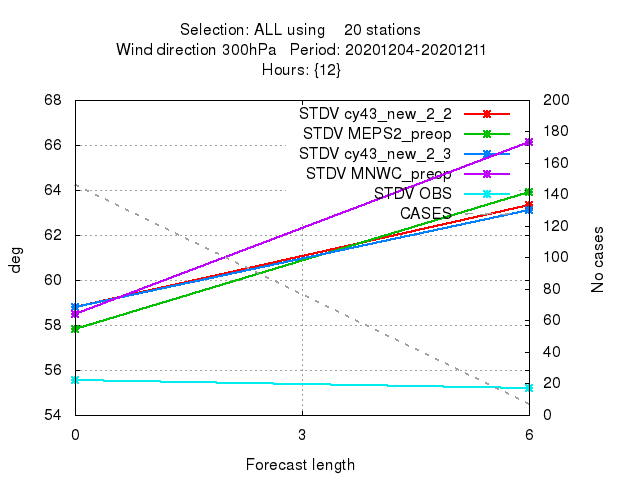 Selection: ALL using    20 stations
Wind direction 300hPa   Period: 20201204-20201211
Hours: {12}
68
66
64
62
60
58
56
54
deg
200
180
160
140
120
100
80
60
40
20
0
No cases
STDV cy43_new_2_2
STDV MEPS2_preop
STDV cy43_new_2_3
STDV MNWC_preop
STDV OBS
CASES
0
3
6
Forecast length